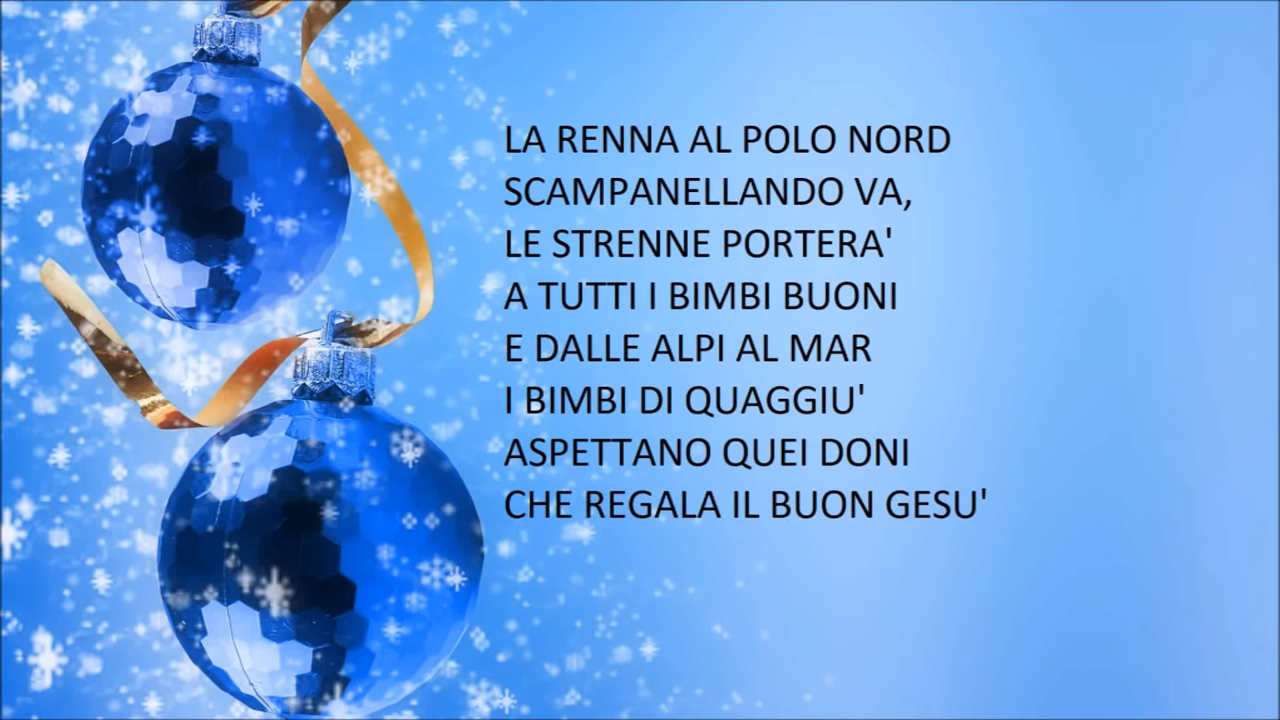 LA RENNA AL POLO NORD
SCAMPANELLANDO VA,
LE STRENNE PORTERA'
A TUTTI I BIMBI BUONI
E DALLE ALPI AL MAR
I BIMBI DI QUAGGIU'
ASPETTANO QUEI DONI
CHE REGALA IL BUON GESU'